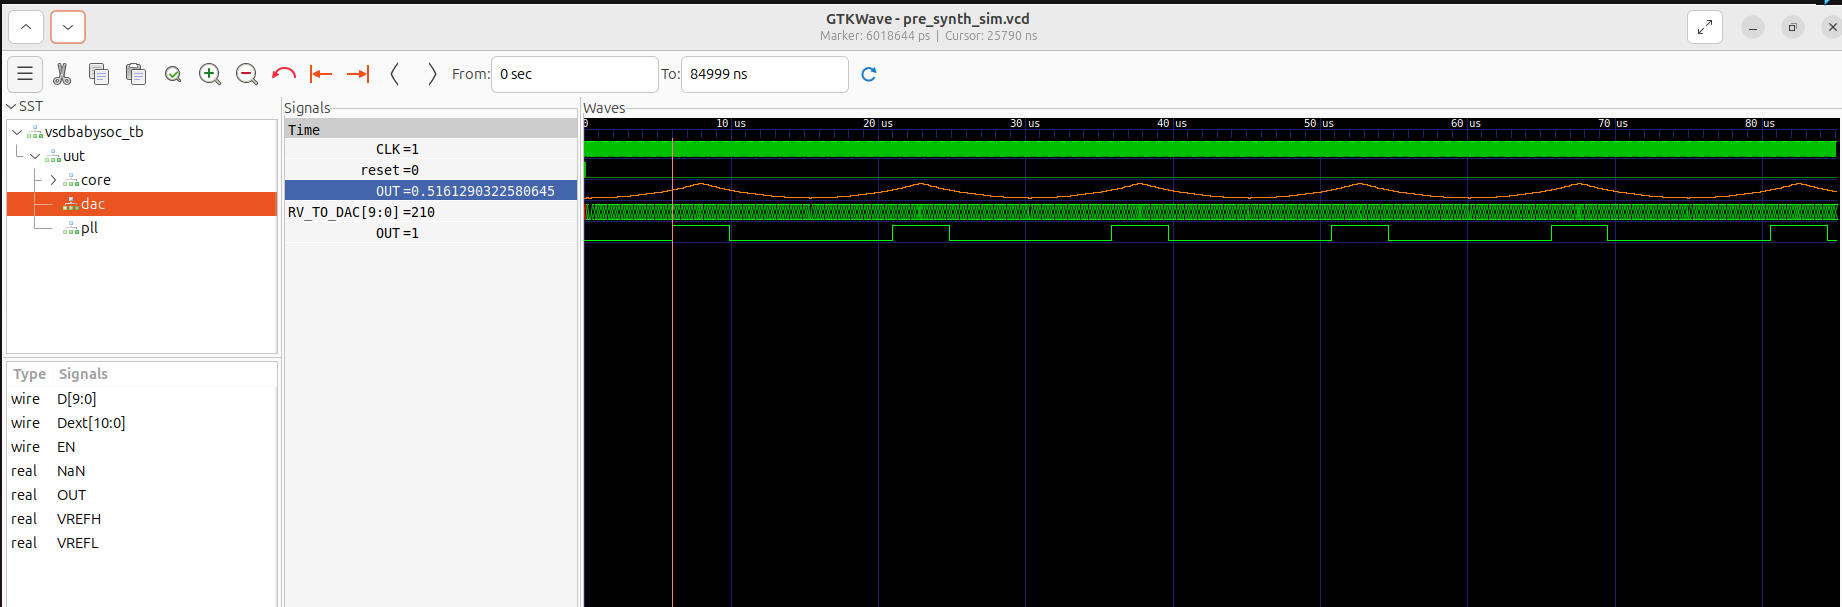 GTKWave - pre_synth_sim.vcd
Marker: 6018644 ps | Cursor: 25790 ns
From: 0 sec To: 84999 ns
SST
vsdbabysoc_tb
uut
core
dac
pll
Type Signals
wire D[9:0]
wire Dext[10:0]
wire EN
real NaN
real OUT
real VREFH
real VREFL
Signals
Time
CLK=1
reset=0
OUT=0.5161290322580645
RV_TO_DAC[9:0]=210
OUT=1
Waves
0 10 us 20 us 30 us 40 us 50 us 60 us 70 us 80 us